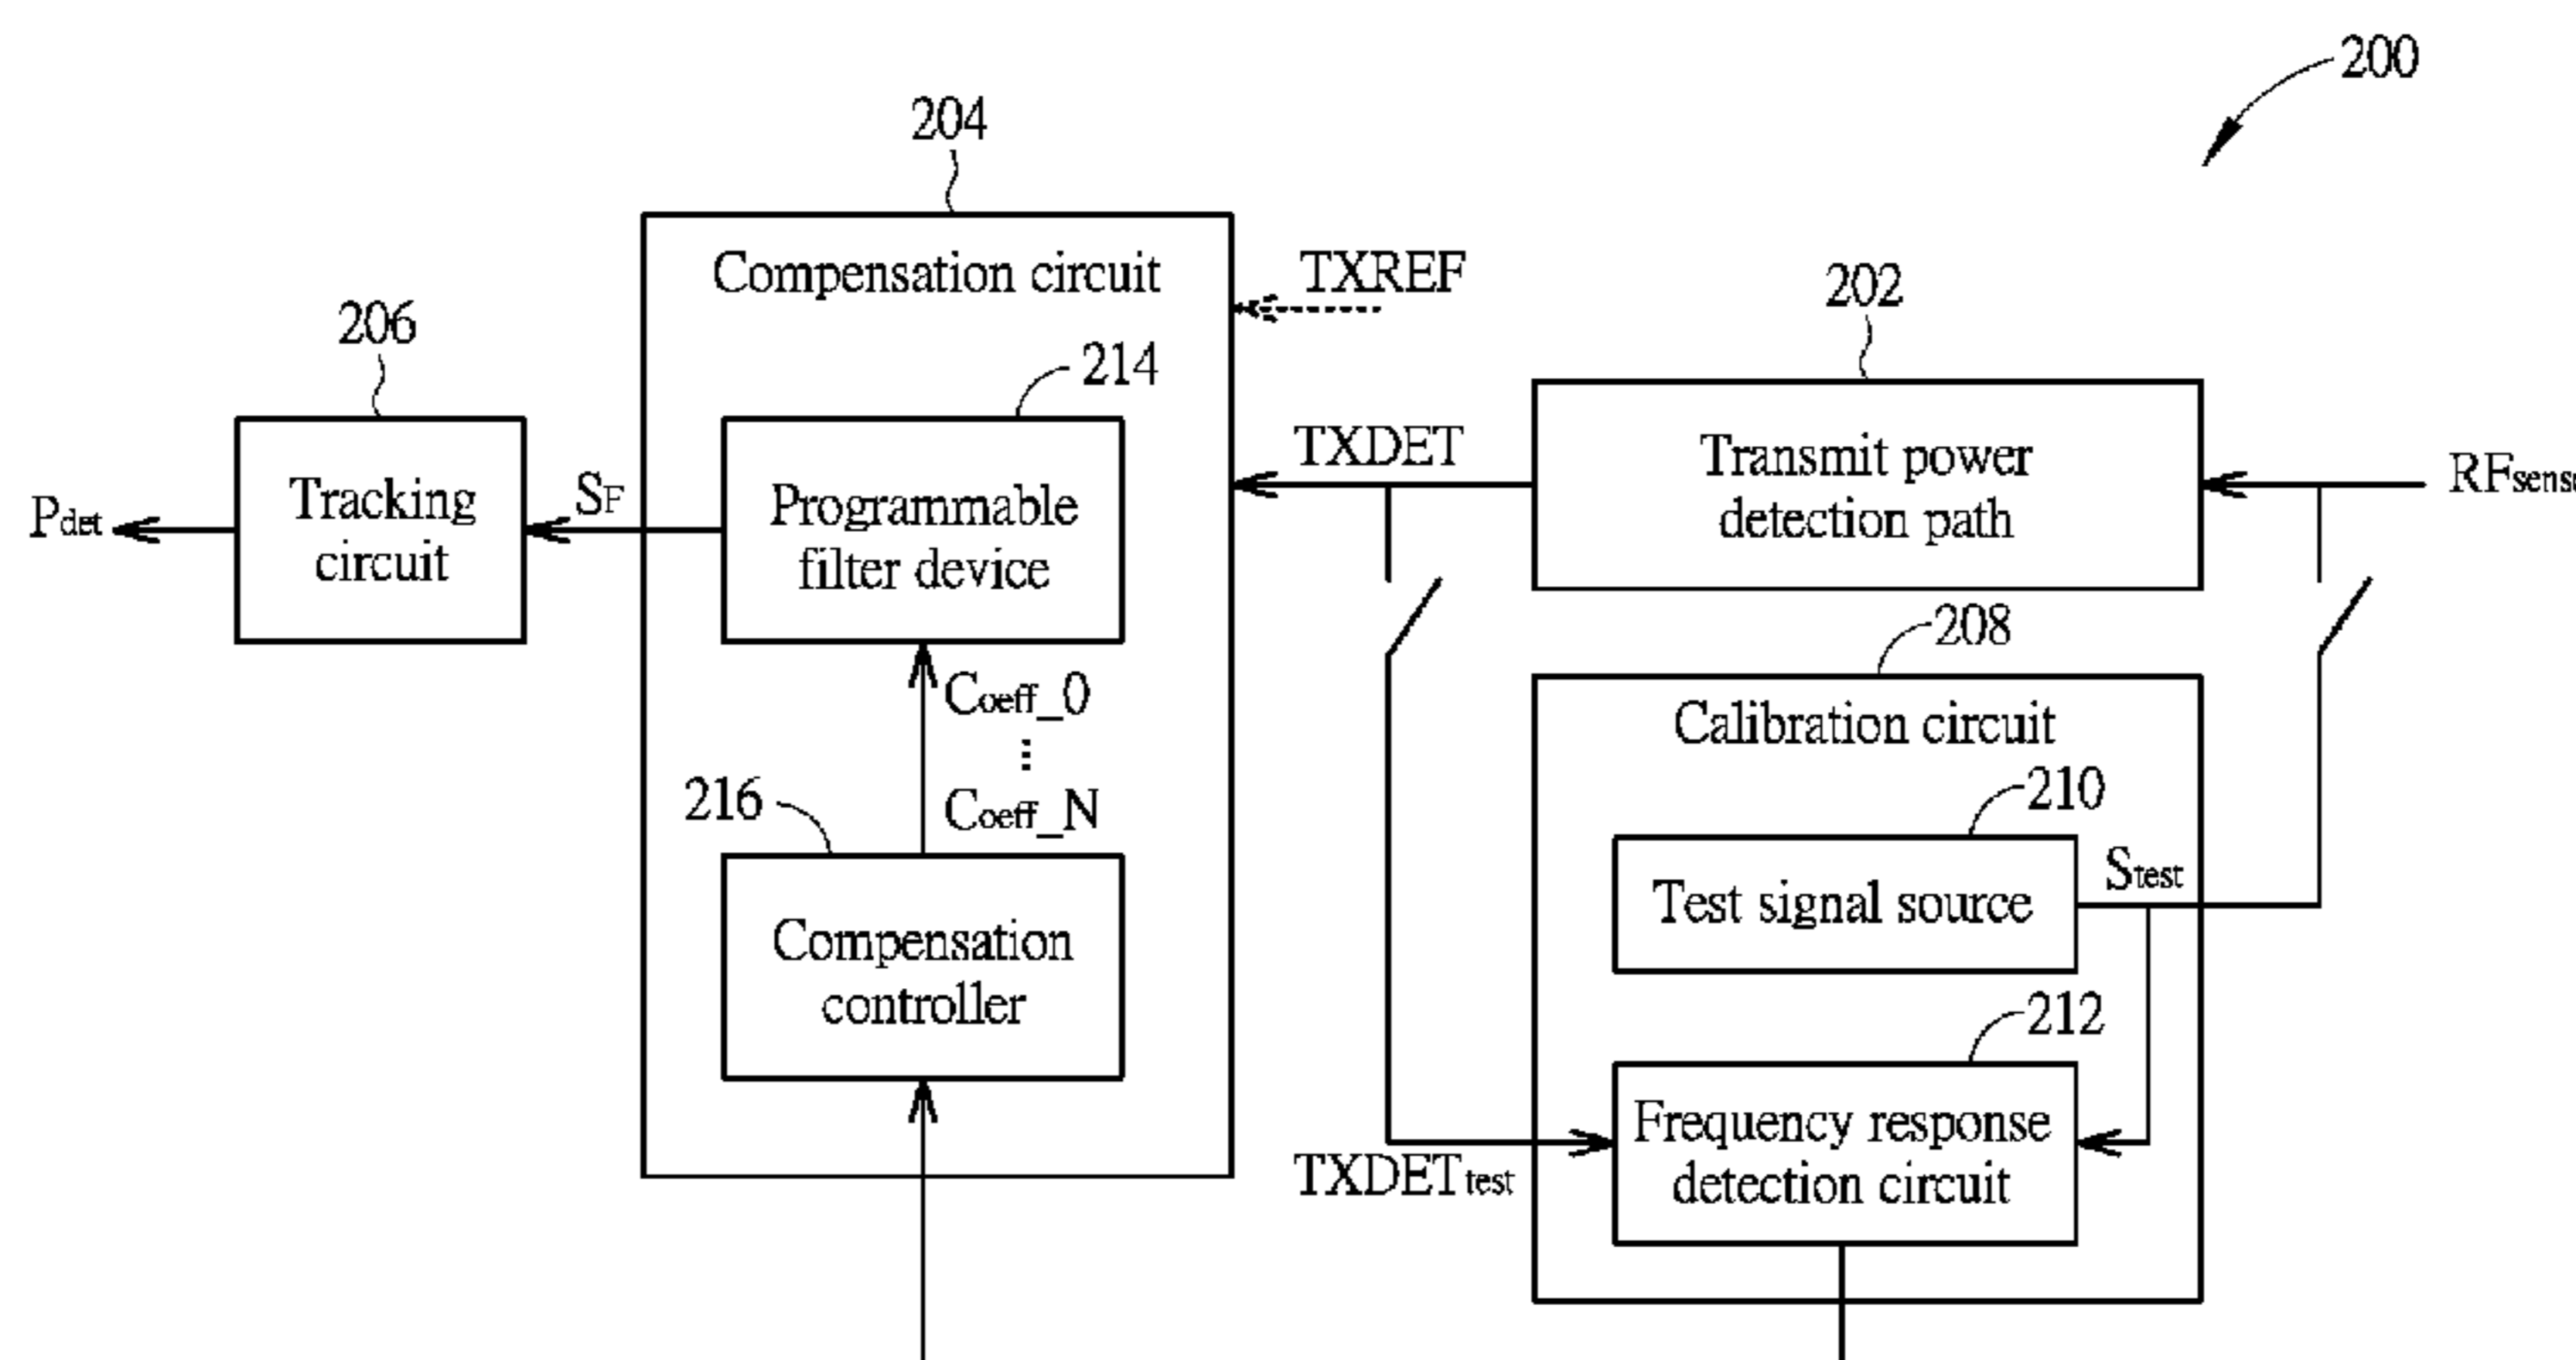 200
204
Compensation circuit
TXREF
202
206
214
Tracking
circuit
Pdet
SF
Programmable
filter device
TXDET
Transmit power
detection path
RFsense
208
Calibration circuit
Coeff_0
⋮
Coeff_N
216
210
Test signal source
Stest
Compensation
controller
212
Frequency response
detection circuit
TXDETtest